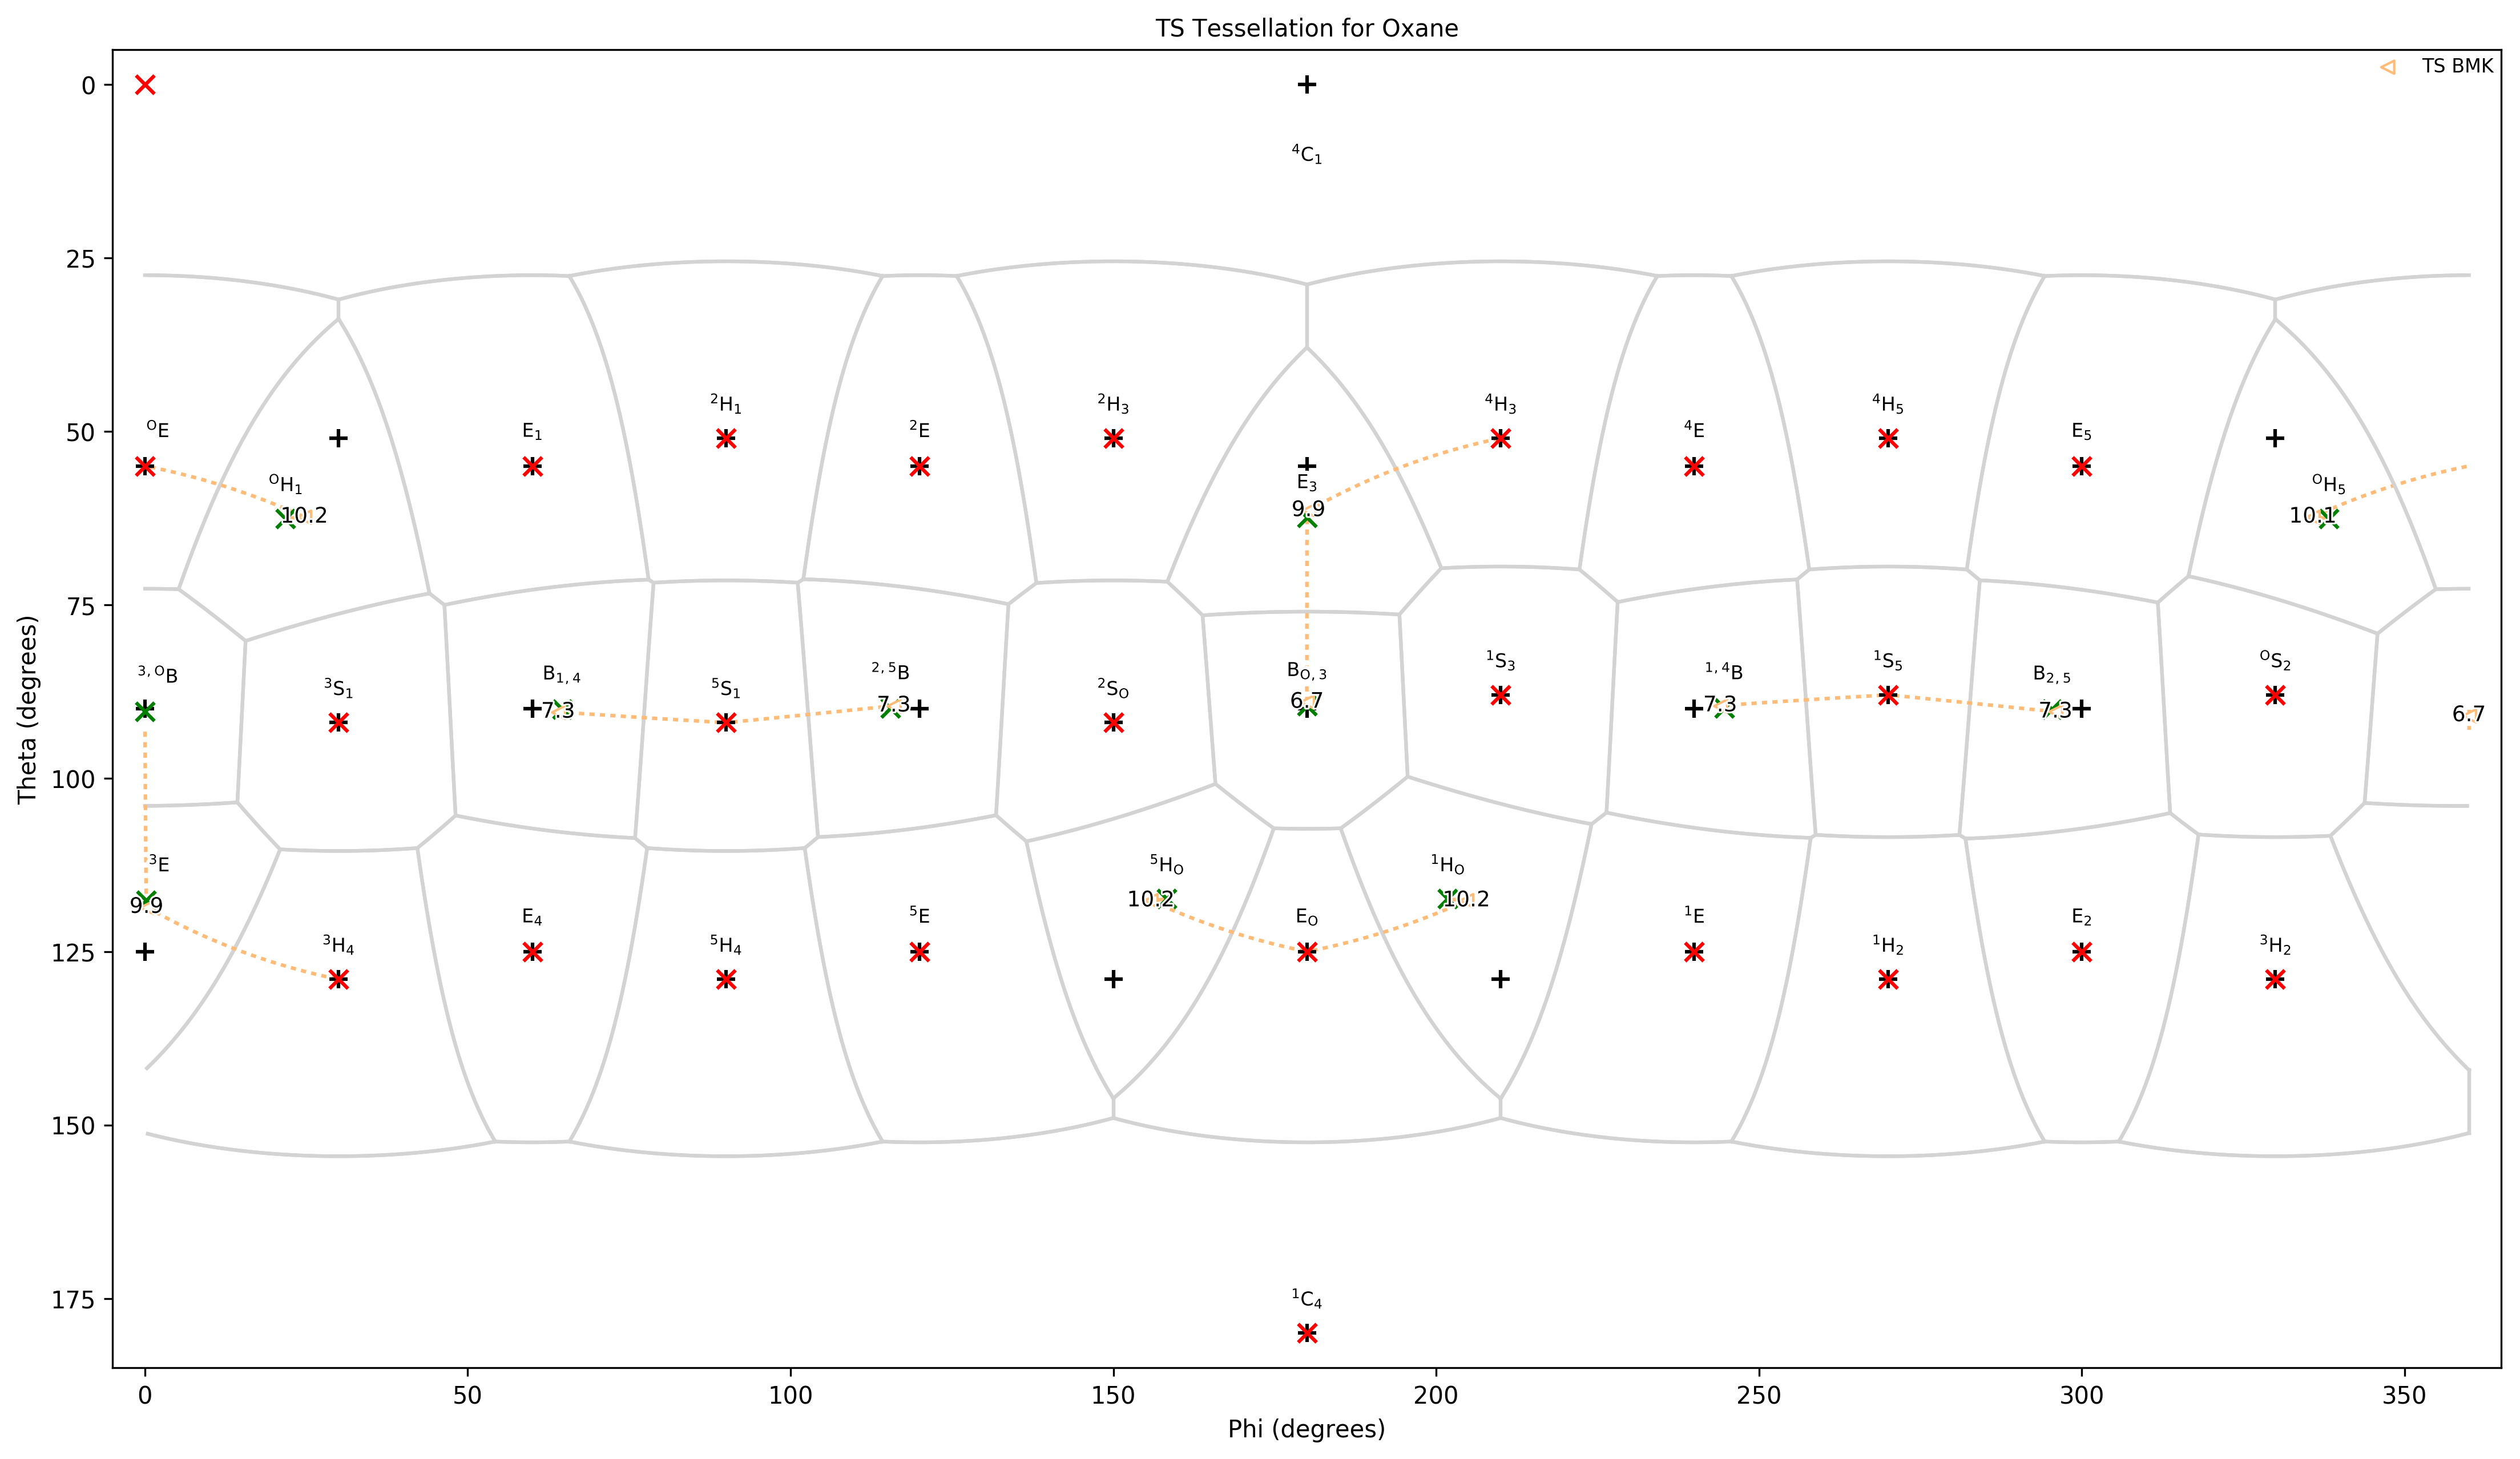 TS Tessellation for Oxane
TS BMK
0
25
50
75
100
125
150
175
Theta (degrees)
⁴C₁
²H₁
²H₃
⁴H₃
⁴H₅
ᴼE
E₁
²E
⁴E
E₅
ᴼH₁
E₃
ᴼH₅
10.2
9.9
10.1
³,ᴼB
³S₁
B₁,₄
⁵S₁
²,⁵B
²Sₒ
Bₒ,₃
¹S₃
¹,⁴B
¹S₅
B₂,₅
ᴼS₂
7.3
7.3
6.7
7.3
7.3
6.7
³E
⁵Hₒ
¹Hₒ
9.9
10.2
10.2
E₄
⁵E
Eₒ
¹E
E₂
³H₄
⁵H₄
¹H₂
³H₂
¹C₄
0
50
100
150
200
250
300
350
Phi (degrees)